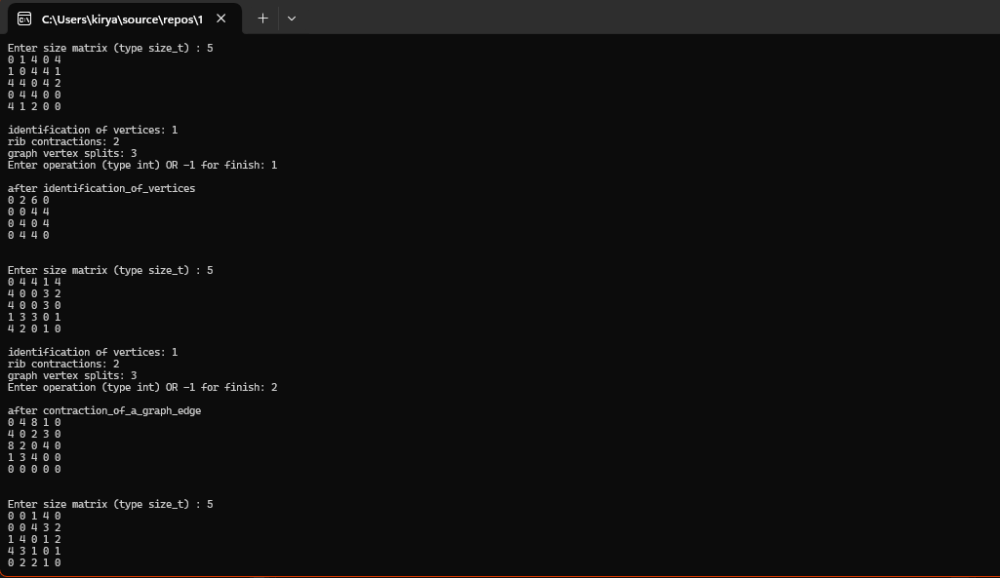 C:\Users\kirya\source\repos\1
Enter size matrix (type size_t) : 5
0 1 4 0 4
1 0 4 4 1
4 4 0 4 2
0 4 4 0 0
4 1 2 0 0
identification of vertices: 1
rib contractions: 2
graph vertex splits: 3
Enter operation (type int) OR -1 for finish: 1
after identification_of_vertices
0 2 6 0
0 0 4 4
0 4 0 4
0 4 4 0
Enter size matrix (type size_t) : 5
0 4 4 1 4
4 0 0 3 2
4 0 0 3 0
1 3 3 0 1
4 2 0 1 0
identification of vertices: 1
rib contractions: 2
graph vertex splits: 3
Enter operation (type int) OR -1 for finish: 2
after contraction_of_a_graph_edge
0 4 8 1 0
4 0 2 3 0
8 2 0 4 0
1 3 4 0 0
0 0 0 0 0
Enter size matrix (type size_t) : 5
0 0 1 4 0
0 0 4 3 2
1 4 0 1 2
4 3 1 0 1
0 2 2 1 0